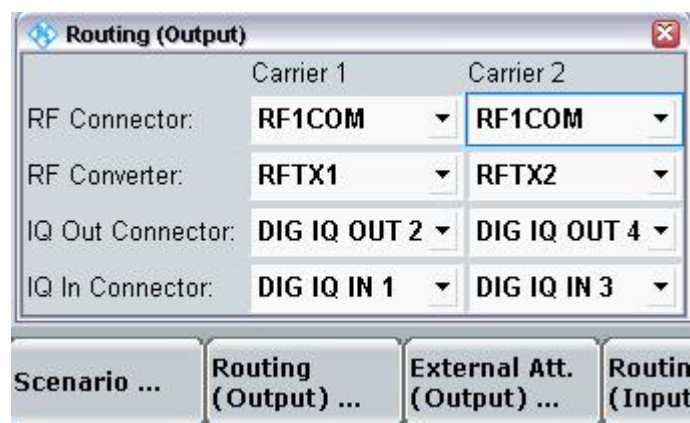 Routing (Output)
Carrier 1 Carrier 2
RF Connector: RF1COM RF1COM
RF Converter: RFTX1 RFTX2
IQ Out Connector: DIG IQ OUT 2 DIG IQ OUT 4
IQ In Connector: DIG IQ IN 1 DIG IQ IN 3
Scenario ...
Routing
(Output) ...
External Att.
(Output) ...
Routin
(Input